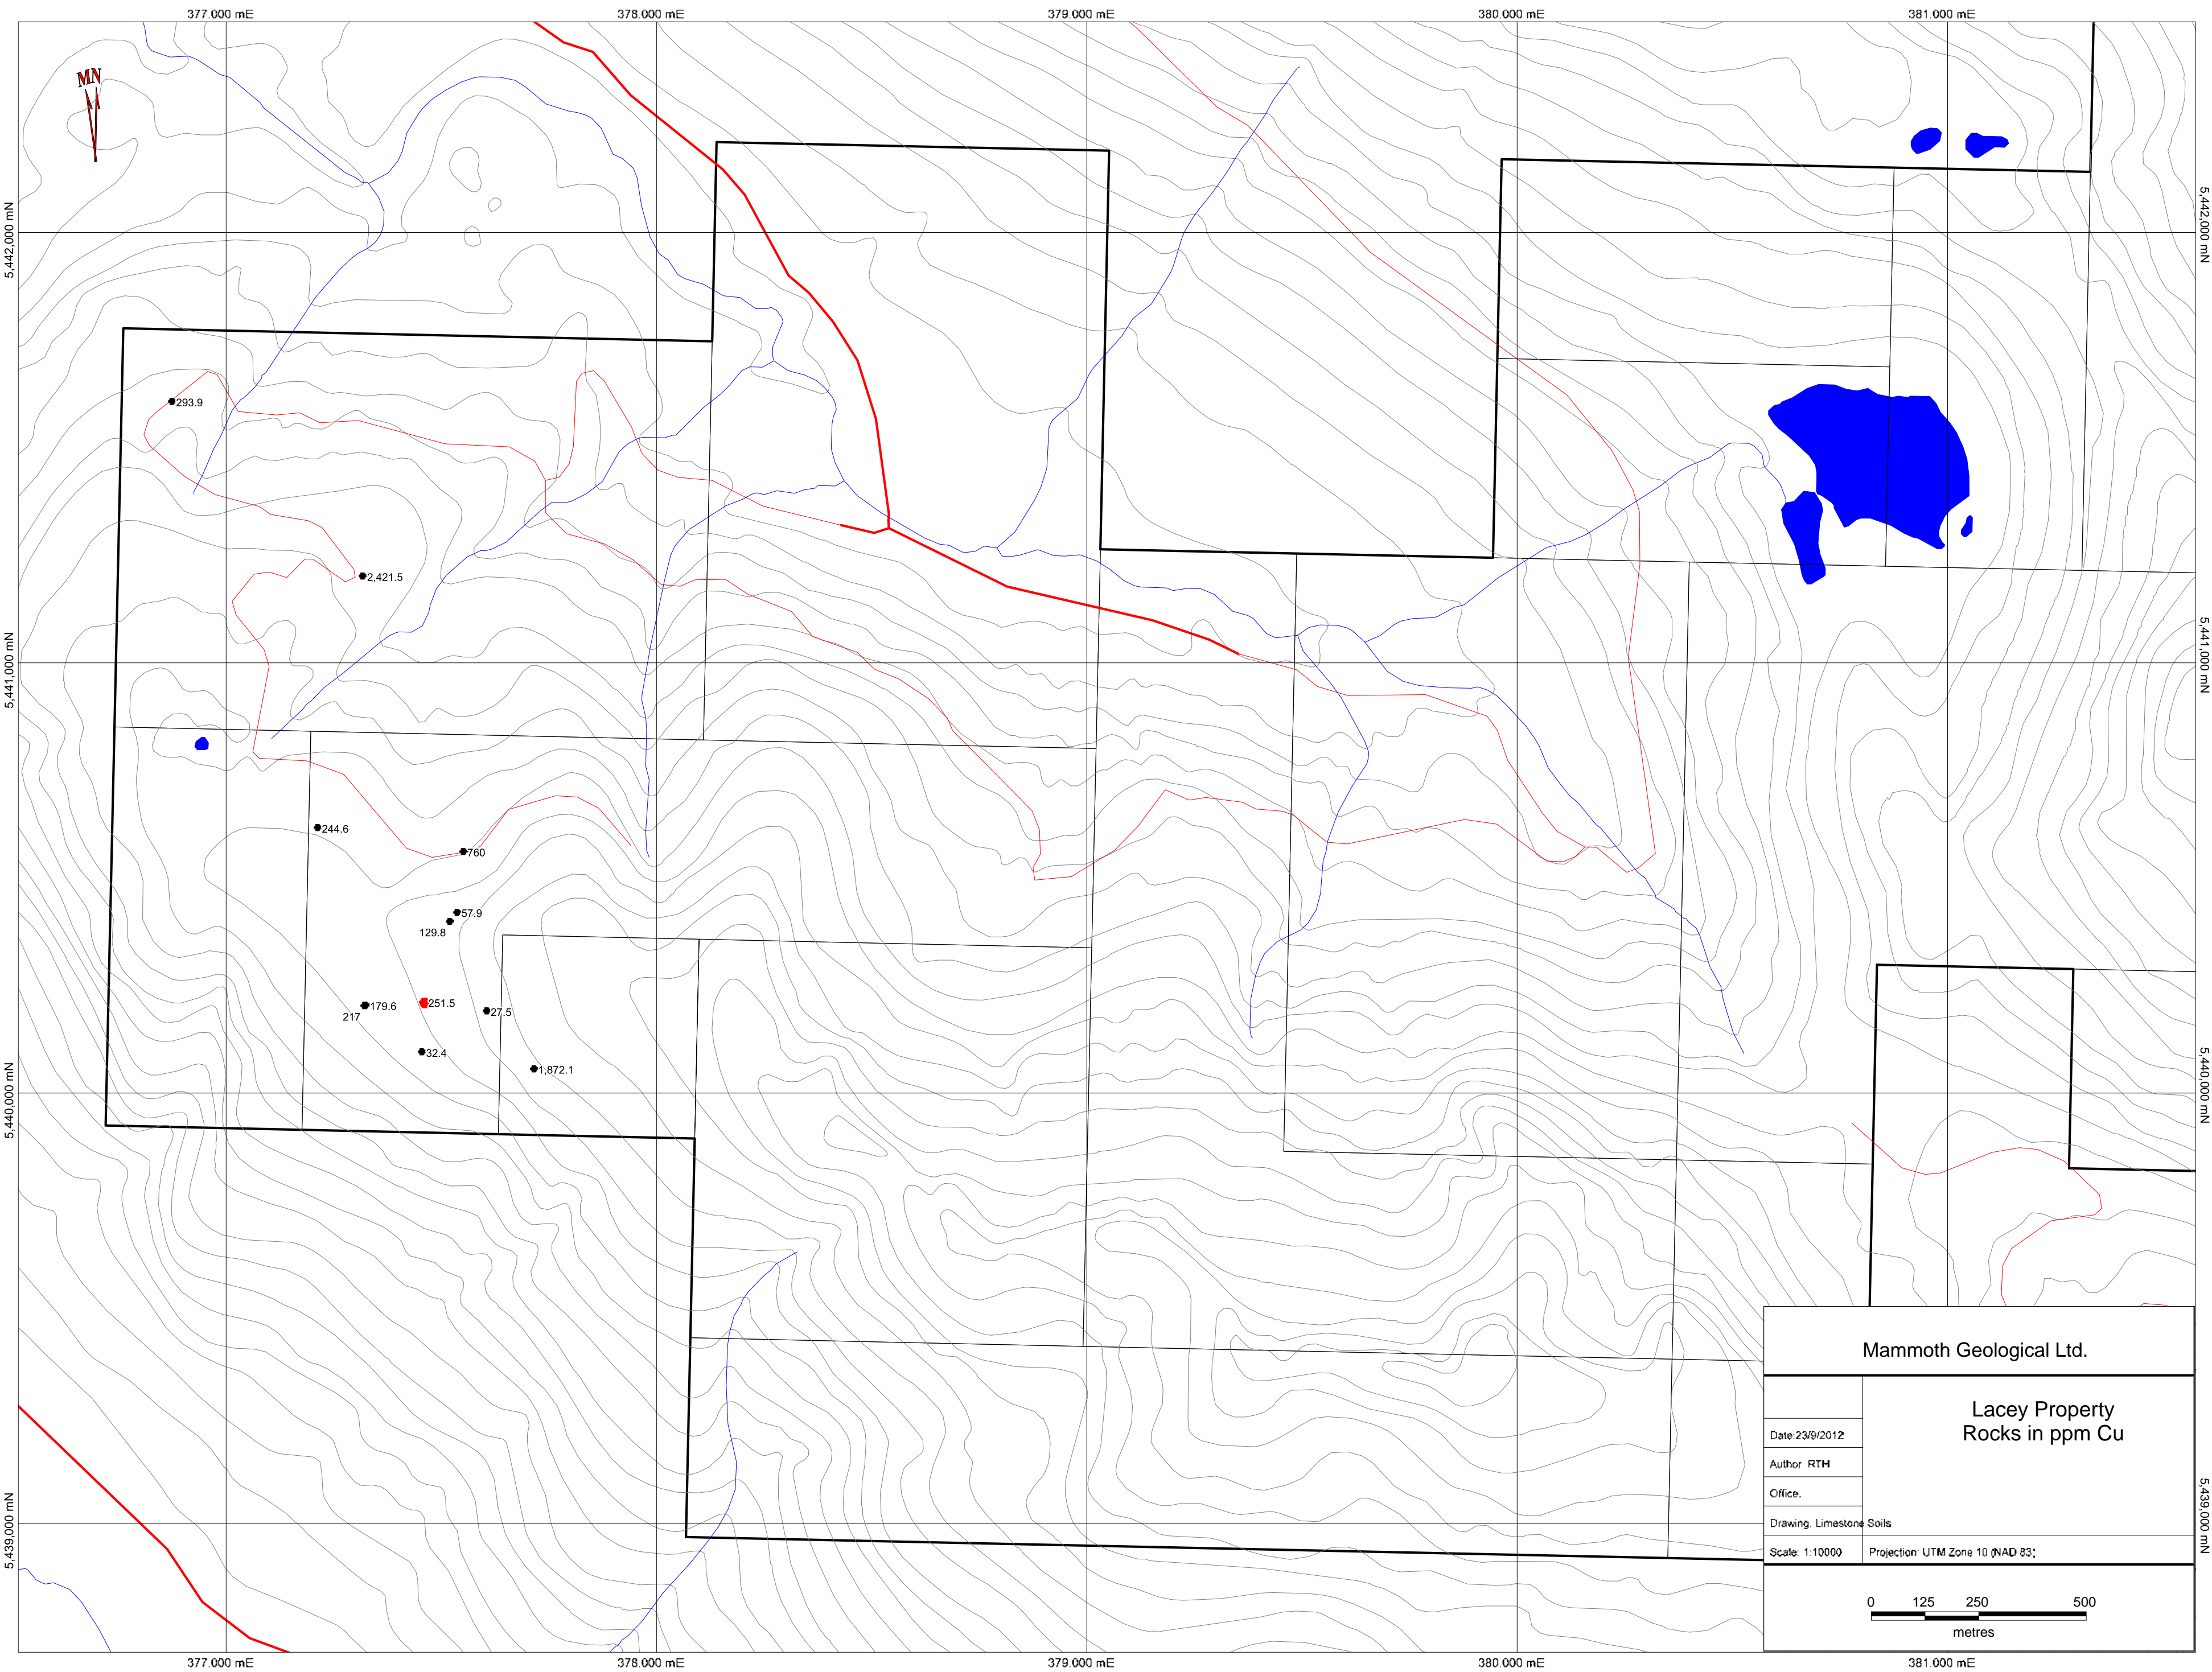 377.000 mE
378.000 mE
379.000 mE
380.000 mE
381.000 mE
MN
5,442,000 mN
5,442,000 mN
293.9
2,421.5
5,441,000 mN
5,441,000 mN
244.6
760
57.9
129.8
179.6
217
251.5
27.5
32.4
1,872.1
5,440,000 mN
5,440,000 mN
Mammoth Geological Ltd.
Lacey Property
Rocks in ppm Cu
Date:23/9/2012
Author RTH
Office.
Drawing. Limestone Soils
Scale: 1:10000
Projection: UTM Zone 10 (NAD 83)
5,439,000 mN
5,439,000 mN
0 125 250 500
metres
377.000 mE
378.000 mE
379.000 mE
380.000 mE
381.000 mE